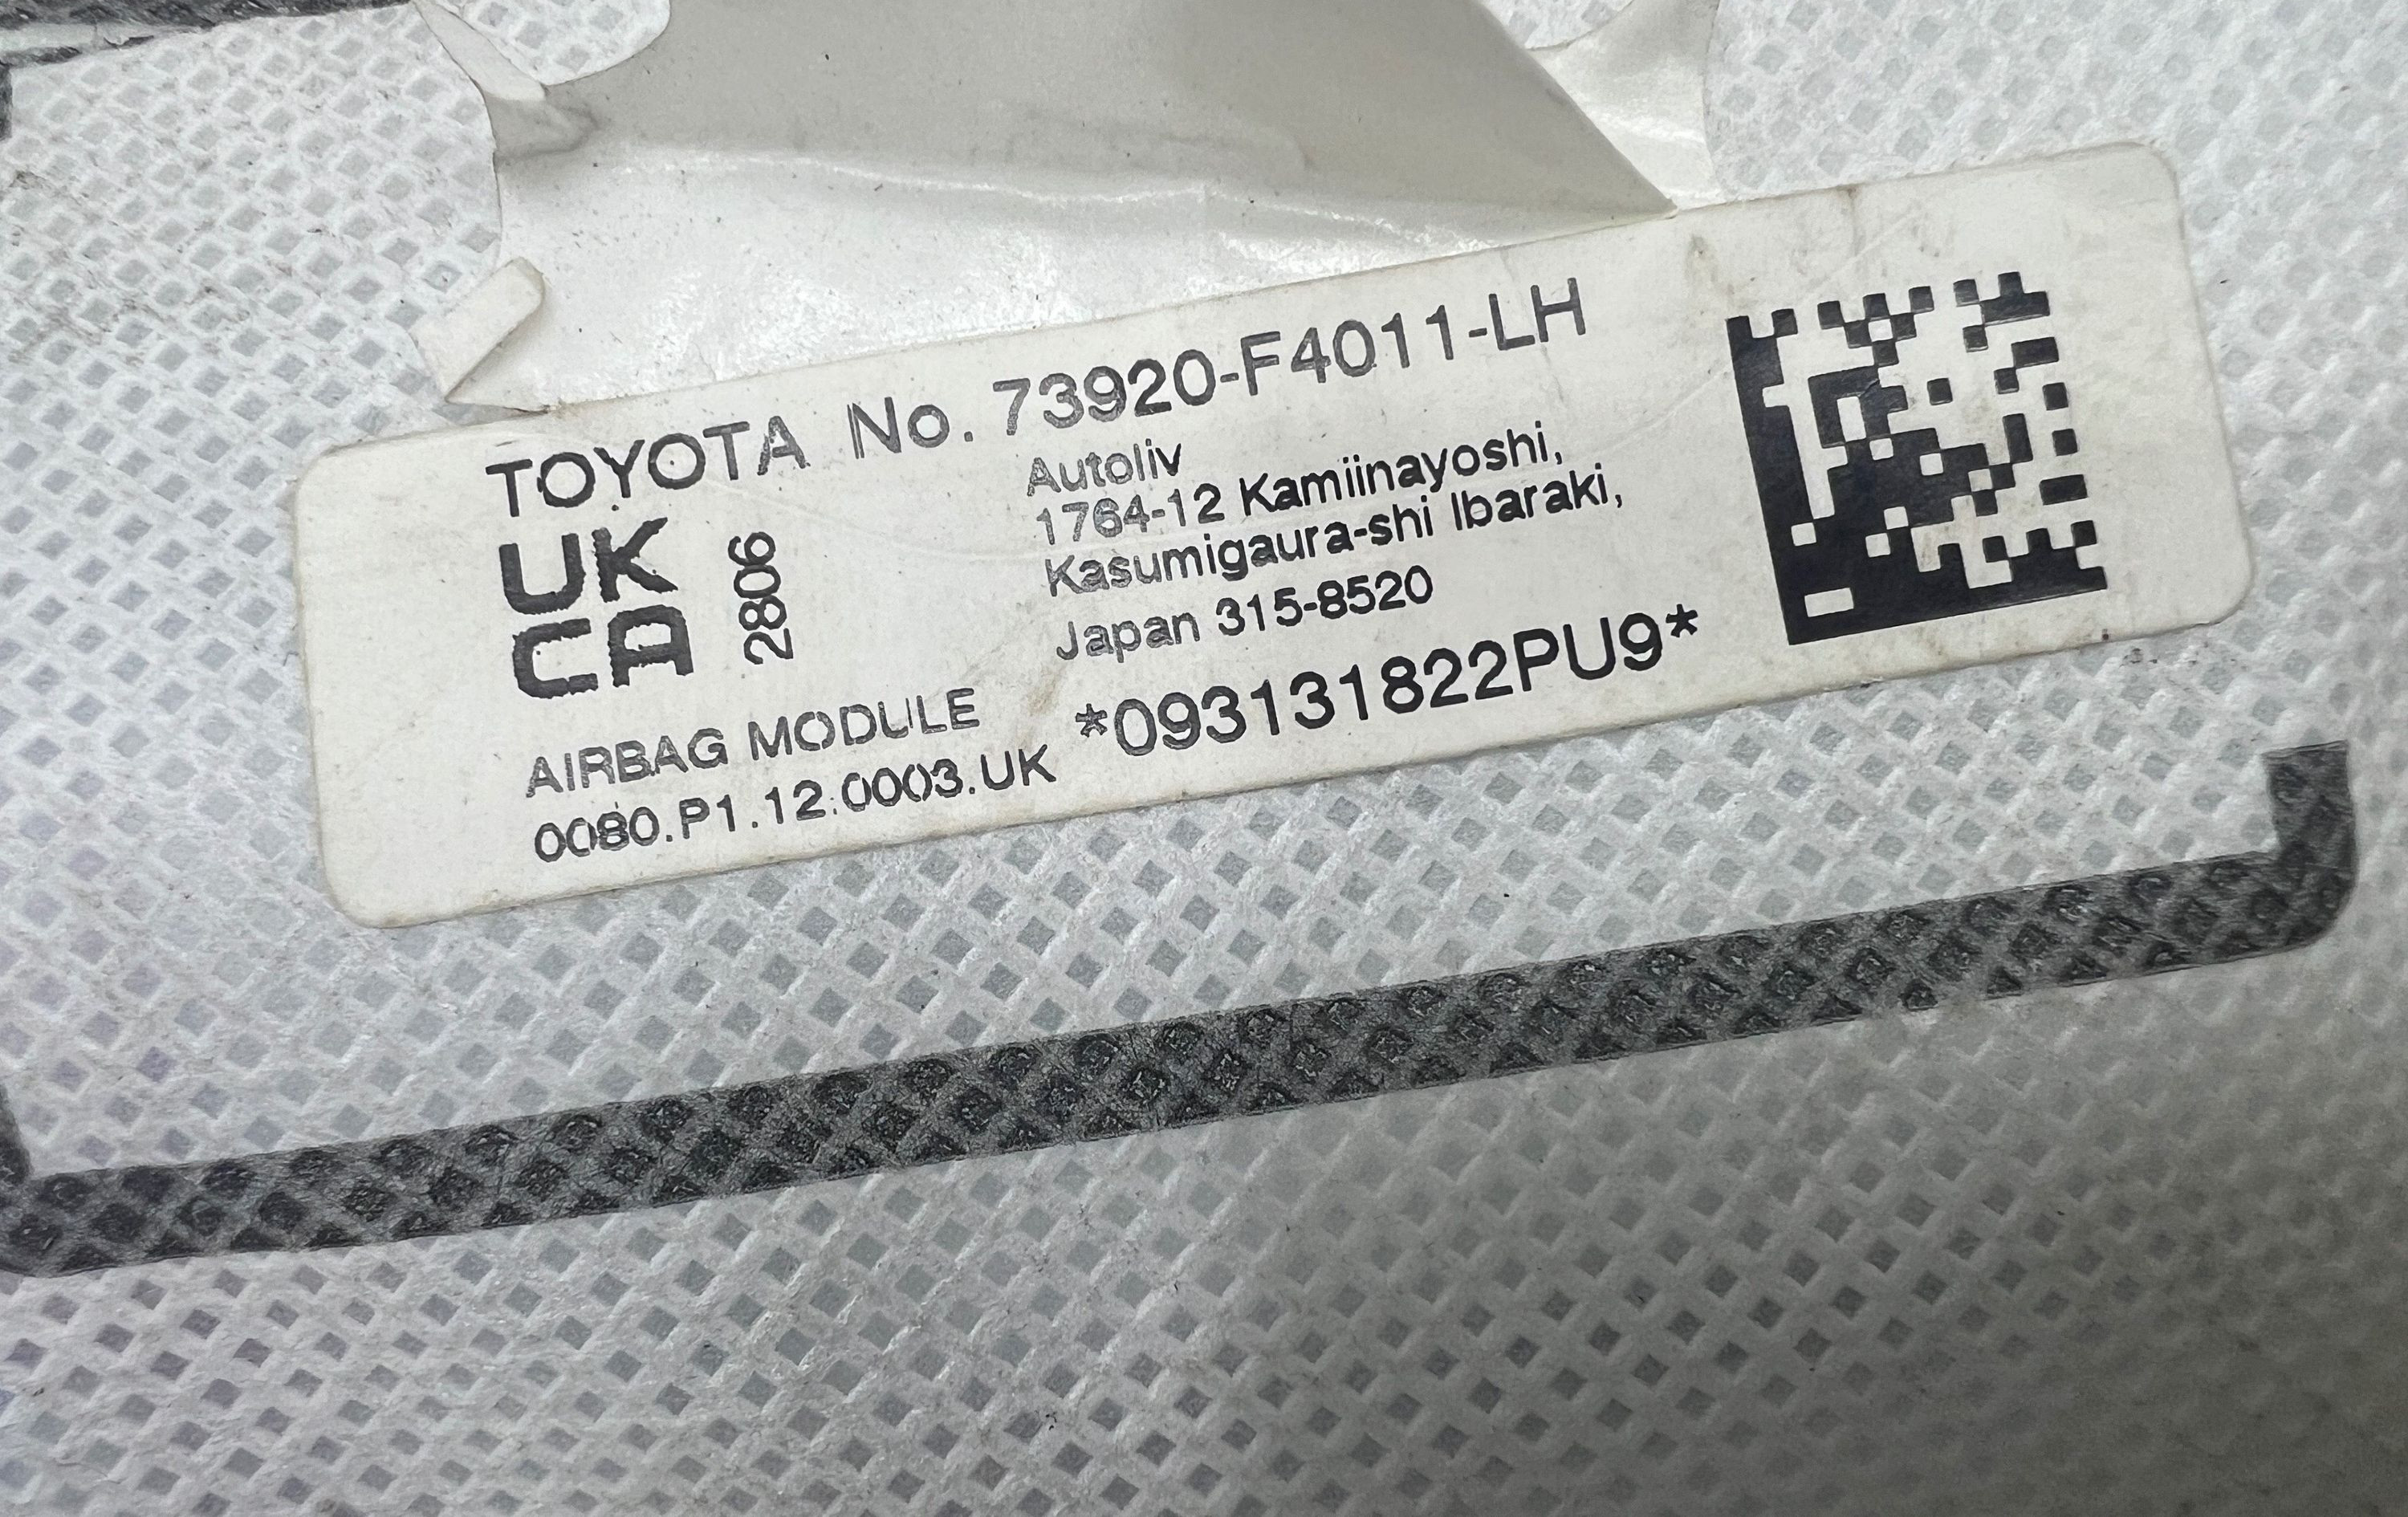 TOYOTA No. 73920-F4011-LH
UK
CA
2806
Autoliv
1764-12 Kamiinayoshi,
Kasumigaura-shi Ibaraki,
Japan 315-8520
AIRBAG MODULE
0080.P1.12.0003.UK
*093131822PU9*